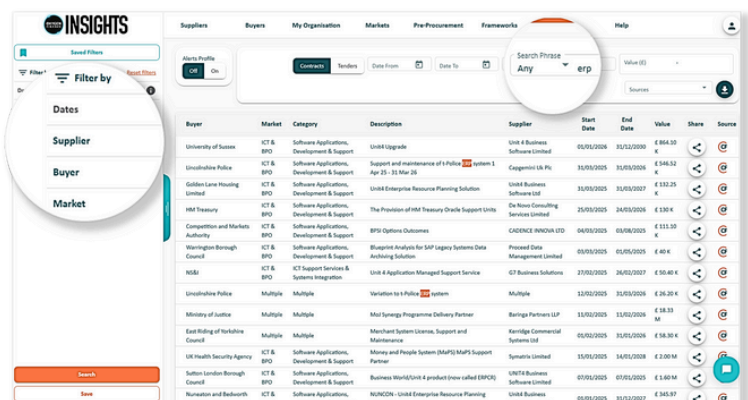 INSIGHTS
Suppliers Buyers My Organisation Markets Pre-Procurement Frameworks Help
Saved Filters
Filter by
Reset Filters
Dates
Supplier
Buyer
Market
Search
Save
Alerts Profile
Off On
Contracts Tenders
Date From
Date To
Search Phrase
Any erp
Value (£) -
Sources
Buyer Market Category Description Supplier Start Date End Date Value Share Source
University of Sussex ICT & BPO Software Applications, Development & Support Unit4 Upgrade Unit 4 Business Software Limited 01/01/2026 31/12/2030 £ 864.10 K
Lincolnshire Police ICT & BPO Software Applications, Development & Support Support and maintenance of t-Police ERP system 1 Apr 25 - 31 Mar 26 Capgemini Uk Plc 31/03/2025 31/03/2026 £ 546.52 K
Golden Lane Housing Limited ICT & BPO Software Applications, Development & Support Unit4 Enterprise Resource Planning Solution Unit4 Business Software Ltd 31/03/2025 31/03/2027 £ 132.25 K
HM Treasury ICT & BPO Software Applications, Development & Support The Provision of HM Treasury Oracle Support Units De Novo Consulting Services Limited 25/03/2025 24/03/2026 £ 130 K
Competition and Markets Authority ICT & BPO Software Applications, Development & Support BPSI Options Outcomes CADENCE INNOVA LTD 04/03/2025 03/08/2025 £ 111.10 K
Warrington Borough Council ICT & BPO Software Applications, Development & Support Blueprint Analysis for SAP Legacy Systems Data Archiving Solution Proceed Data Management Limited 03/03/2025 01/05/2025 £ 40 K
NS&I ICT & BPO ICT Support Services & Systems Integration Unit 4 Application Managed Support Service G7 Business Solutions 27/02/2025 26/02/2027 £ 50.40 K
Lincolnshire Police Multiple Multiple Variation to t-Police ERP system Multiple 12/02/2025 31/03/2026 £ 26.20 K
Ministry of Justice Multiple Multiple MoJ Synergy Programme Delivery Partner Baringa Partners LLP 11/02/2025 11/02/2026 £ 18.33 M
East Riding of Yorkshire Council Multiple Multiple Merchant System License, Support and Maintenance Kerridge Commercial Systems Ltd 01/02/2025 31/01/2026 £ 58.30 K
UK Health Security Agency ICT & BPO Software Applications, Development & Support Money and People System (MaPS) MaPS Support Partner Symatrix Limited 15/01/2025 14/01/2028 £ 2.00 M
Sutton London Borough Council ICT & BPO Software Applications, Development & Support Business World/Unit 4 product (now called ERPCR) UNIT4 Business Software Limited 07/01/2025 07/01/2025 £ 1.60 M
Nuneaton and Bedworth ICT & Software Applications, NUNCON - Unit4 Enterprise Resource Planning Unit4 Business 01/01/2025 31/12/2027 £ 345.97